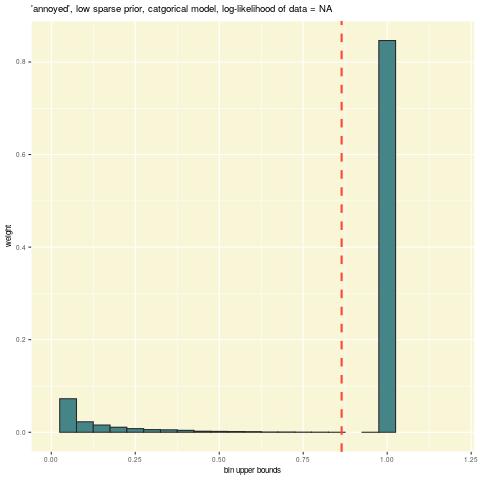 'annoyed', low sparse prior, catgorical model, log-likelihood of data = NA
weight
0.8
0.6
0.4
0.2
0.0
0.00 0.25 0.50 0.75 1.00 1.25
bin upper bounds